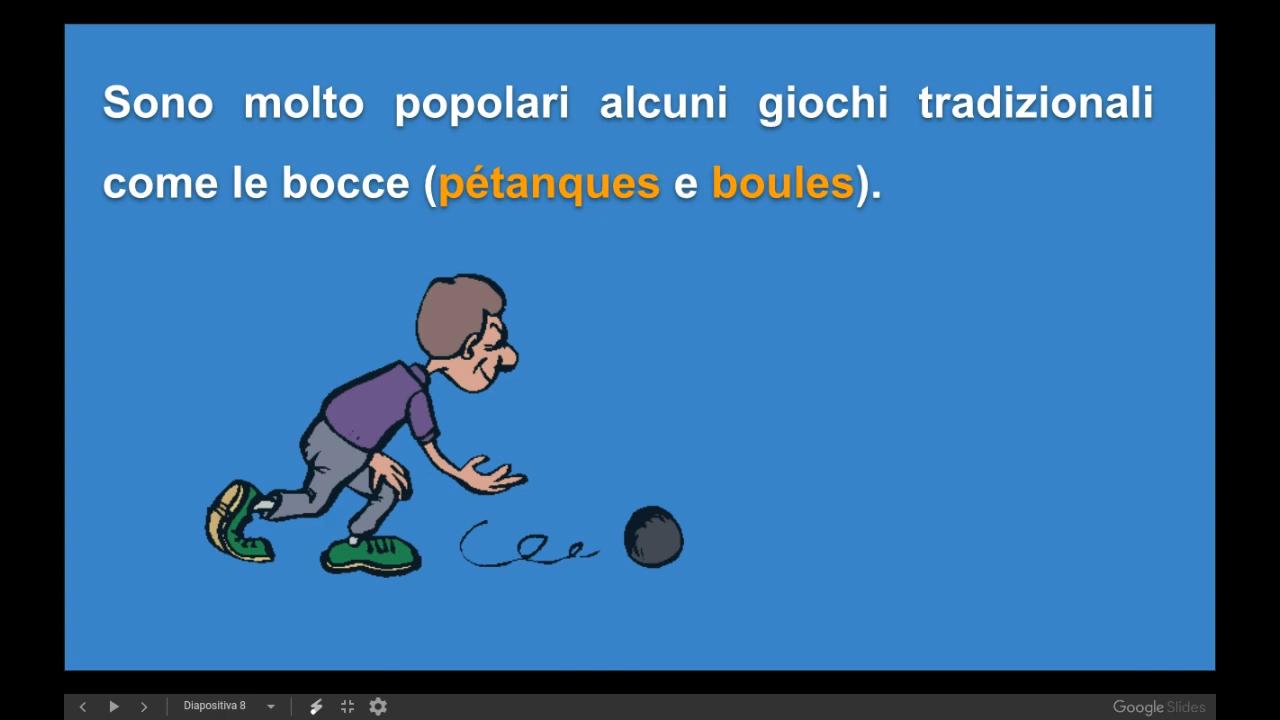 Sono molto popolari alcuni giochi tradizionali
come le bocce (pétanques e boules).
Diapositiva 8
Google Slides